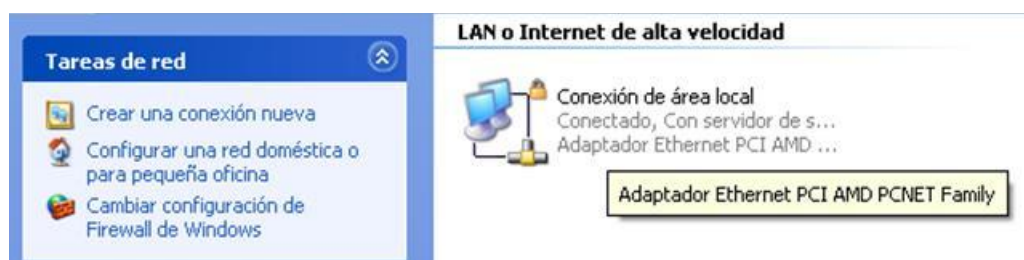 Tareas de red
Crear una conexión nueva
Configurar una red doméstica o
para pequeña oficina
Cambiar configuración de
Firewall de Windows
LAN o Internet de alta velocidad
Conexión de área local
Conectado, Con servidor de s...
Adaptador Ethernet PCI AMD ...
Adaptador Ethernet PCI AMD PCNET Family